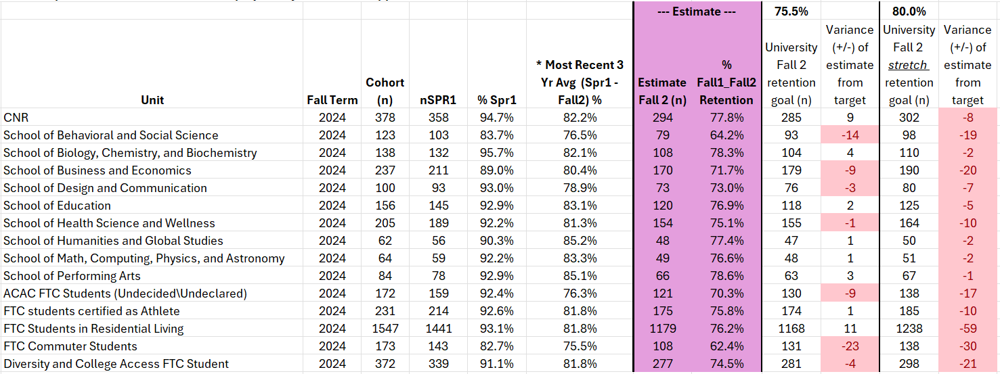 --- Estimate --- 75.5% 80.0%
Unit Fall Term Cohort (n) nSPR1 % Spr1 * Most Recent 3 Yr Avg (Spr1 - Fall2) % Estimate Fall 2 (n) % Fall1_Fall2 Retention University Fall 2 retention goal (n) Variance (+/-) of estimate from target University Fall 2 stretch retention goal (n) Variance (+/-) of estimate from target
CNR 2024 378 358 94.7% 82.2% 294 77.8% 285 9 302 -8
School of Behavioral and Social Science 2024 123 103 83.7% 76.5% 79 64.2% 93 -14 98 -19
School of Biology, Chemistry, and Biochemistry 2024 138 132 95.7% 82.1% 108 78.3% 104 4 110 -2
School of Business and Economics 2024 237 211 89.0% 80.4% 170 71.7% 179 -9 190 -20
School of Design and Communication 2024 100 93 93.0% 78.9% 73 73.0% 76 -3 80 -7
School of Education 2024 156 145 92.9% 83.1% 120 76.9% 118 2 125 -5
School of Health Science and Wellness 2024 205 189 92.2% 81.3% 154 75.1% 155 -1 164 -10
School of Humanities and Global Studies 2024 62 56 90.3% 85.2% 48 77.4% 47 1 50 -2
School of Math, Computing, Physics, and Astronomy 2024 64 59 92.2% 83.3% 49 76.6% 48 1 51 -2
School of Performing Arts 2024 84 78 92.9% 85.1% 66 78.6% 63 3 67 -1
ACAC FTC Students (Undecided\Undeclared) 2024 172 159 92.4% 76.3% 121 70.3% 130 -9 138 -17
FTC students certified as Athlete 2024 231 214 92.6% 81.8% 175 75.8% 174 1 185 -10
FTC Students in Residential Living 2024 1547 1441 93.1% 81.8% 1179 76.2% 1168 11 1238 -59
FTC Commuter Students 2024 173 143 82.7% 75.5% 108 62.4% 131 -23 138 -30
Diversity and College Access FTC Student 2024 372 339 91.1% 81.8% 277 74.5% 281 -4 298 -21